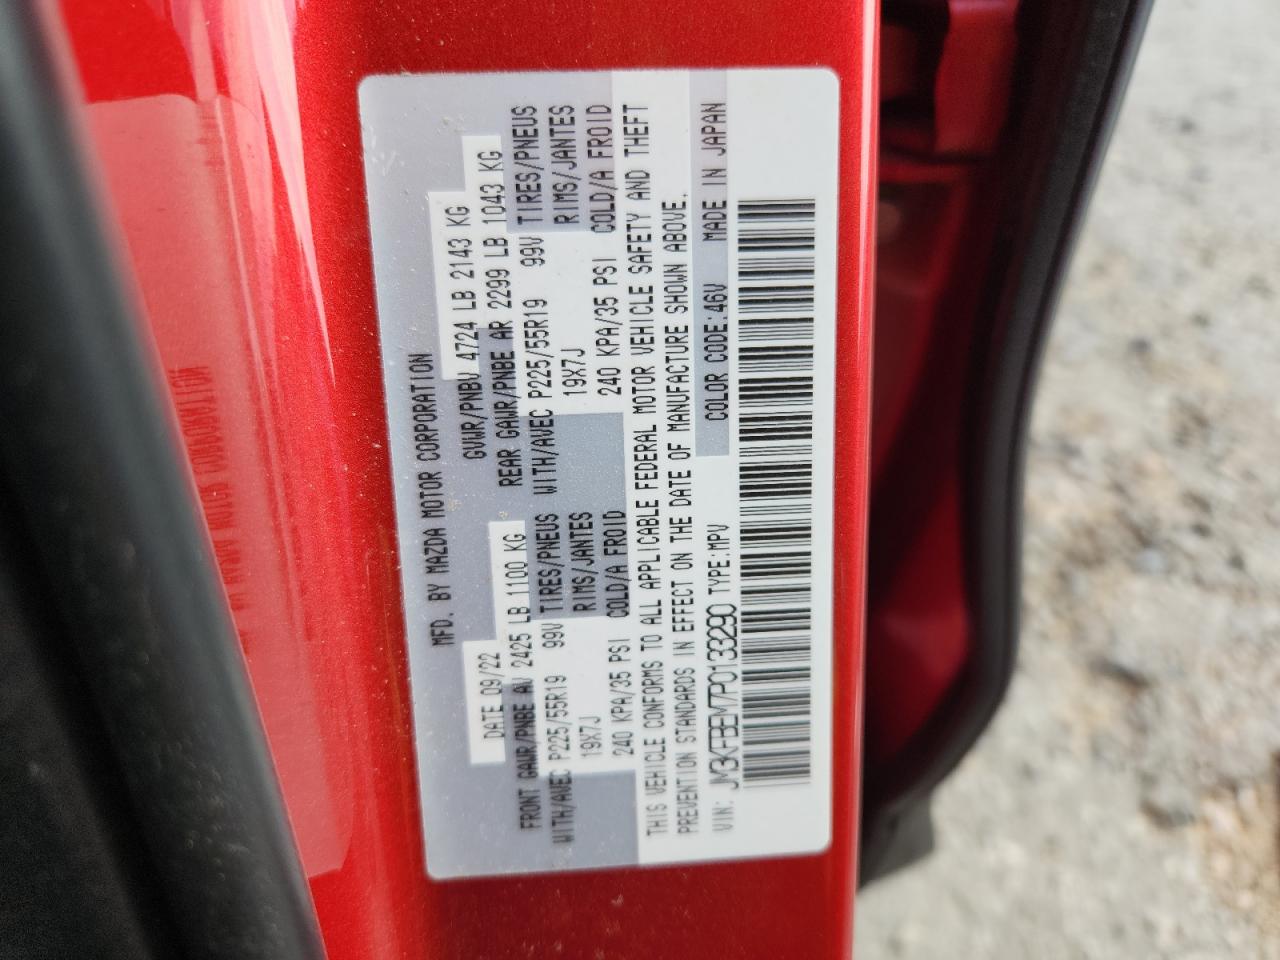 MFD. BY MAZDA MOTOR CORPORATION
DATE 09/22 GVWR/PNBV 4724 LB 2143 KG
FRONT GAWR/PNBE AV 2425 LB 1100 KG REAR GAWR/PNBE AR 2299 LB 1043 KG
WITH/AVEC P225/55R19 99V TIRES/PNEUS WITH/AVEC P225/55R19 99V TIRES/PNEUS
19X7J RIMS/JANTES 19X7J RIMS/JANTES
240 KPA/35 PSI COLD/A FROID 240 KPA/35 PSI COLD/A FROID
THIS VEHICLE CONFORMS TO ALL APPLICABLE FEDERAL MOTOR VEHICLE SAFETY AND THEFT
PREVENTION STANDARDS IN EFFECT ON THE DATE OF MANUFACTURE SHOWN ABOVE.
VIN: JM3KFBEM7P0133290 TYPE:MPV COLOR CODE:46V MADE IN JAPAN